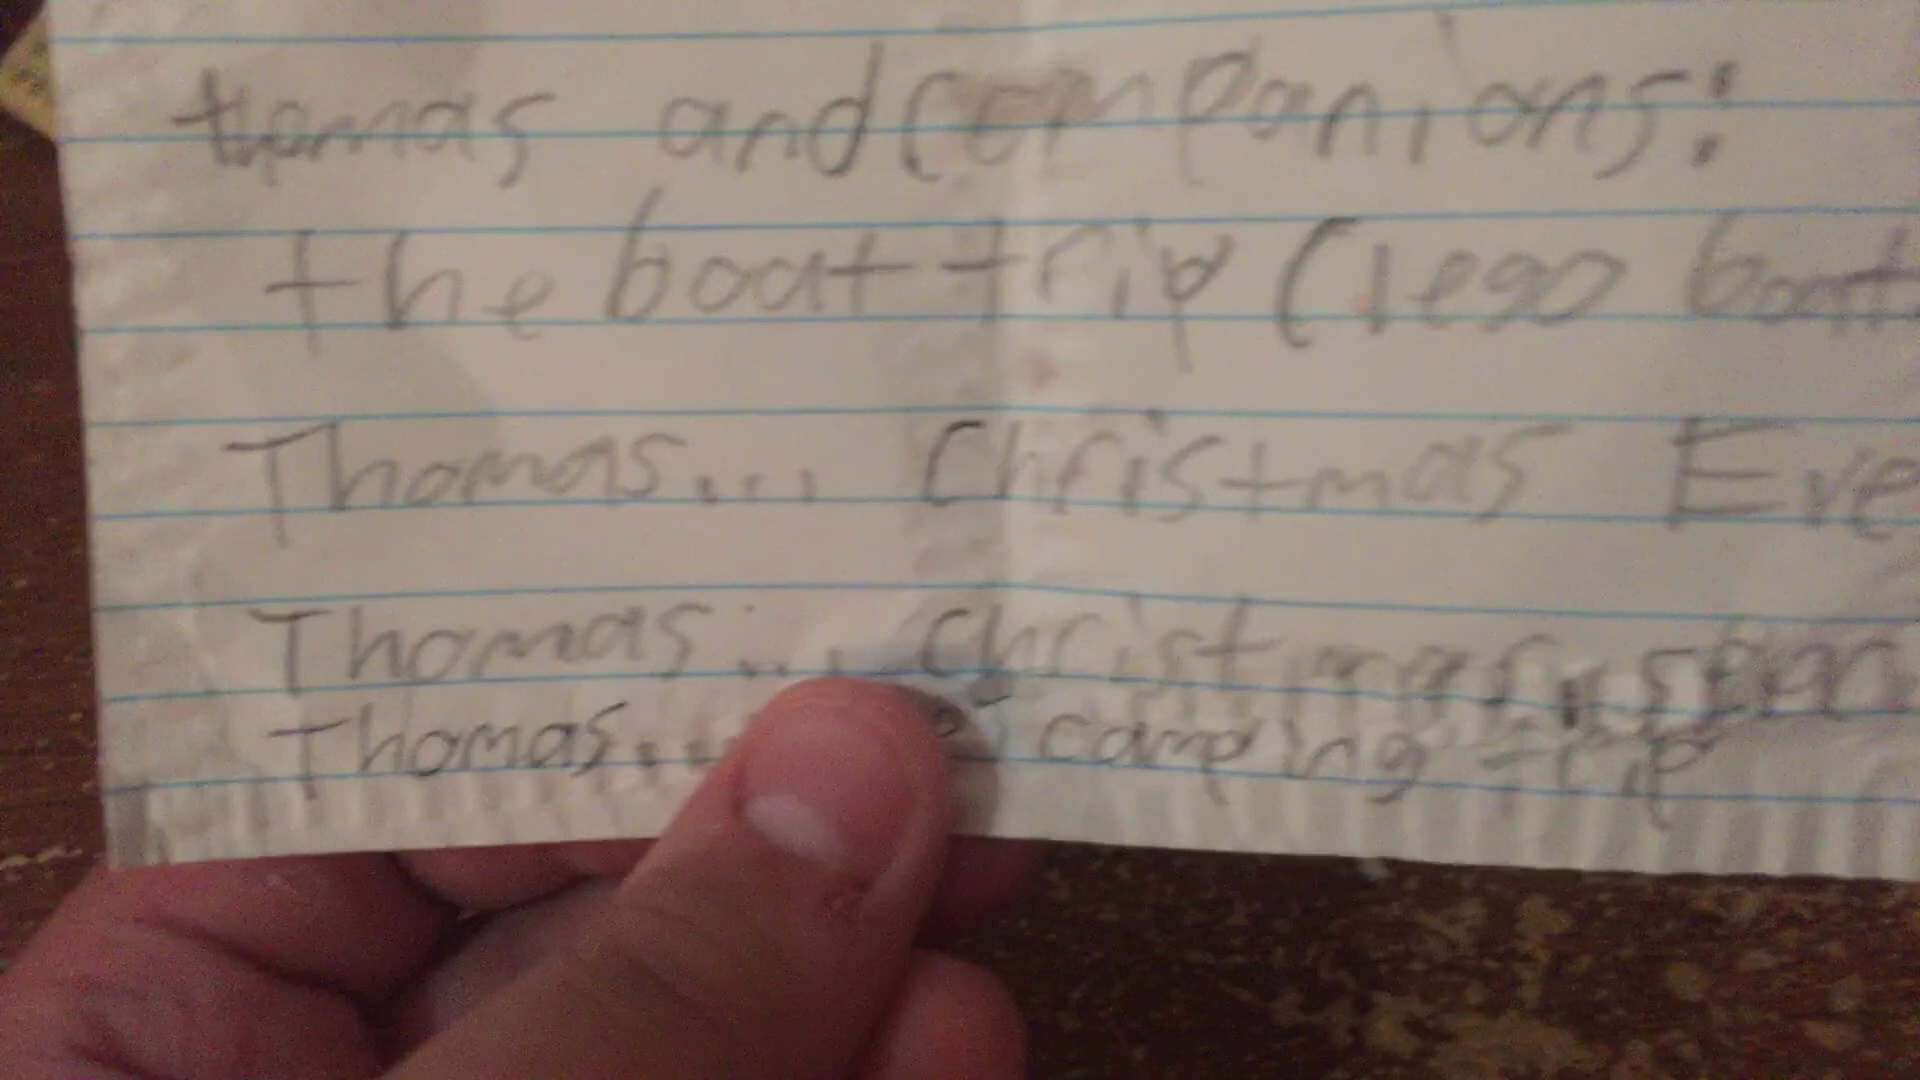 thomas and companions:
the boat trip (lego boat
Thomas... Christmas Eve
Thomas... Christmas
Thomas... camping trip